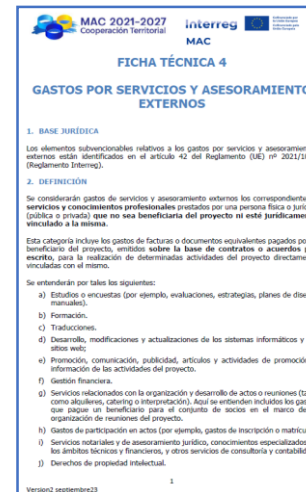 MAC 2021-2027
Cooperación Territorial
Interreg
MAC
FICHA TÉCNICA 4
GASTOS POR SERVICIOS Y ASESORAMIENTO
EXTERNOS
1. BASE JURÍDICA
Los elementos subvencionables relativos a los gastos por servicios y asesoramien
externos están identificados en el artículo 42 del Reglamento (UE) nº 2021/10
(Reglamento Interreg).
2. DEFINICIÓN
Se considerarán gastos de servicios y asesoramiento externos los correspondiente
servicios y conocimientos profesionales prestados por una persona física o juríc
(pública o privada) que no sea beneficiaria del proyecto ni esté jurídicamen
vinculado a la misma.
Esta categoría incluye los gastos de facturas o documentos equivalentes pagados po
beneficiario del proyecto, emitidos sobre la base de contratos o acuerdos p
escrito, para la realización de determinadas actividades del proyecto directame
vinculadas con el mismo.
Se entenderán por tales los siguientes:
a) Estudios o encuestas (por ejemplo, evaluaciones, estrategias, planes de dise
manuales).
b) Formación.
c) Traducciones.
d) Desarrollo, modificaciones y actualizaciones de los sistemas informáticos y
sitios web;
e) Promoción, comunicación, publicidad, artículos y actividades de promoción
información de las actividades del proyecto.
f) Gestión financiera.
g) Servicios relacionados con la organización y desarrollo de actos o reuniones (ta
como alquileres, catering o interpretación). Aquí se entienden incluidos los gas
que pague un beneficiario para el conjunto de socios en el marco de
organización de reuniones del proyecto.
h) Gastos de participación en actos (por ejemplo, gastos de inscripción o matrícu
i) Servicios notariales y de asesoramiento jurídico, conocimientos especializados
los ámbitos técnicos y financieros, y otros servicios de consultoría y contabilid
j) Derechos de propiedad intelectual.
1
Version2 septiembre23